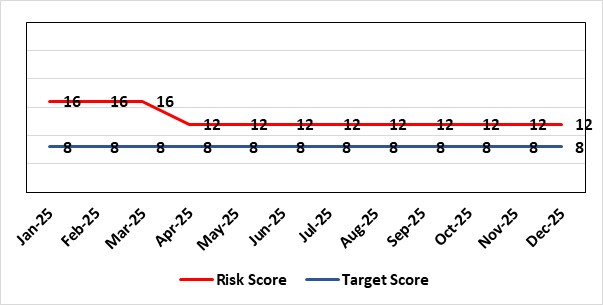 16 16 16
12 12 12 12 12 12 12 12 12
8 8 8 8 8 8 8 8 8 8 8 8
Jan-25 Feb-25 Mar-25 Apr-25 May-25 Jun-25 Jul-25 Aug-25 Sep-25 Oct-25 Nov-25 Dec-25
Risk Score Target Score